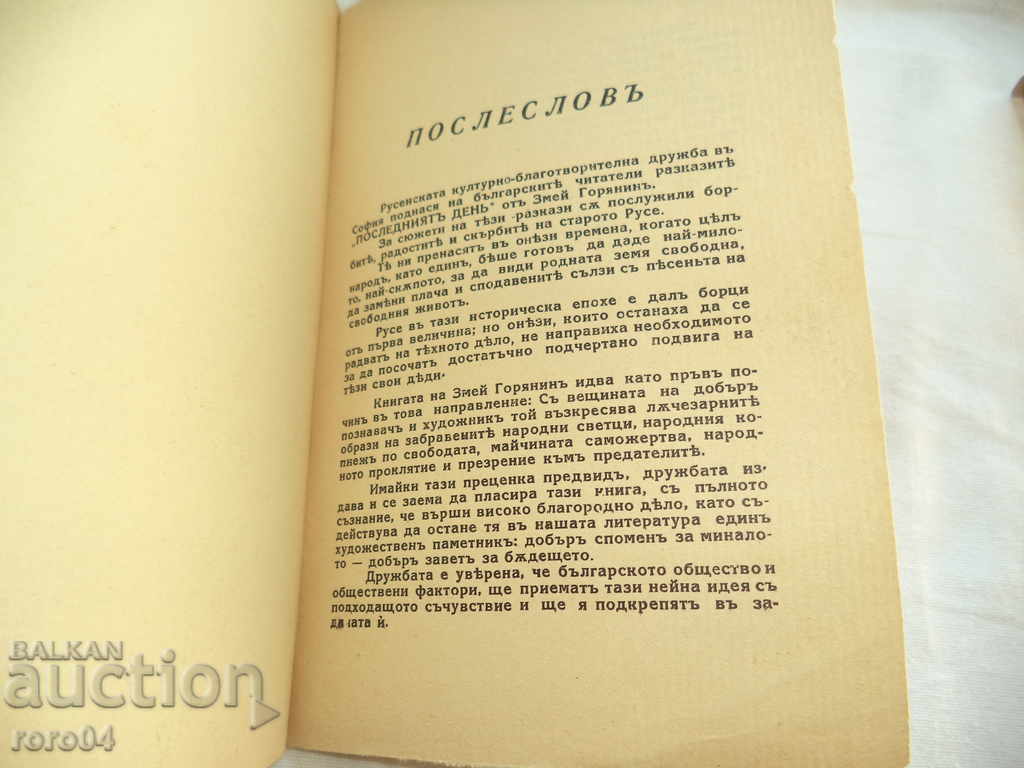 ПОСЛЕСЛОВЪ
Русенската културно-благотворителна дружба въ
София поднася на българскитѣ читатели разказитѣ
„ПОСЛЕДНИЯТЪ ДЕНЬ" отъ Змей Горянинъ.
За сюжети на тѣзи разкази сѫ послужили бор-
битѣ, радоститѣ и скърбитѣ на старото Русе.
Тѣ ни пренасятъ въ онѣзи времена, когато цѣлъ
народъ, като единъ, бѣше готовъ да даде най-мило-
то, най-скѫпото, за да види родната земя свободна,
да замѣни плача и сподавенитѣ сълзи съ пѣсеньта на
свободния животъ.
Русе въ тази историческа епохе е далъ борци
отъ първа величина; но онѣзи, които останаха да се
радватъ на тѣхното дѣло, не направиха необходимото
за да посочатъ достатъчно подчертано подвига на
тѣзи свои дѣди.
Книгата на Змей Горянинъ идва като пръвъ по-
чинъ въ това направление: Съ вещината на добъръ
познавачъ и художникъ той възкресява лѫчезарнитѣ
образи на забравенитѣ народни светци, народния ко-
пнежъ по свободата, майчината саможертва, народ-
ното проклятие и презрение къмъ предателитѣ.
Имайки тази преценка предвидъ, дружбата из-
дава и се заема да пласира тази книга, съ пълното
съзнание, че върши високо благородно дѣло, като съ-
действува да остане тя въ нашата литература единъ
художественъ паметникъ: добъръ споменъ за минало-
то — добъръ заветъ за бѫдещето.
Дружбата е увѣрена, че българското общество и
обществени фактори, ще приематъ тази нейна идея съ
подходящото съчувствие и ще я подкрепятъ въ за-
дачата ѝ.
BALKAN
auction
roro04